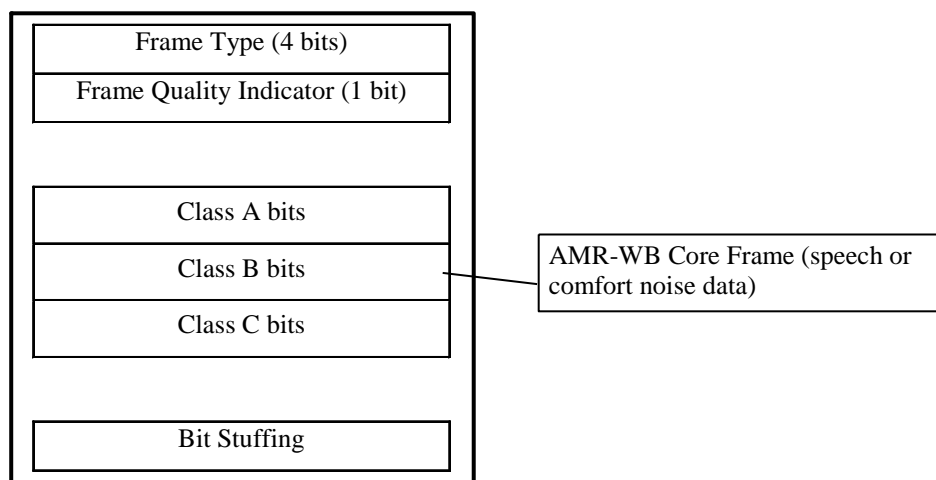 Frame Type (4 bits)
Frame Quality Indicator (1 bit)
Class A bits
Class B bits
Class C bits
AMR-WB Core Frame (speech or
comfort noise data)
Bit Stuffing